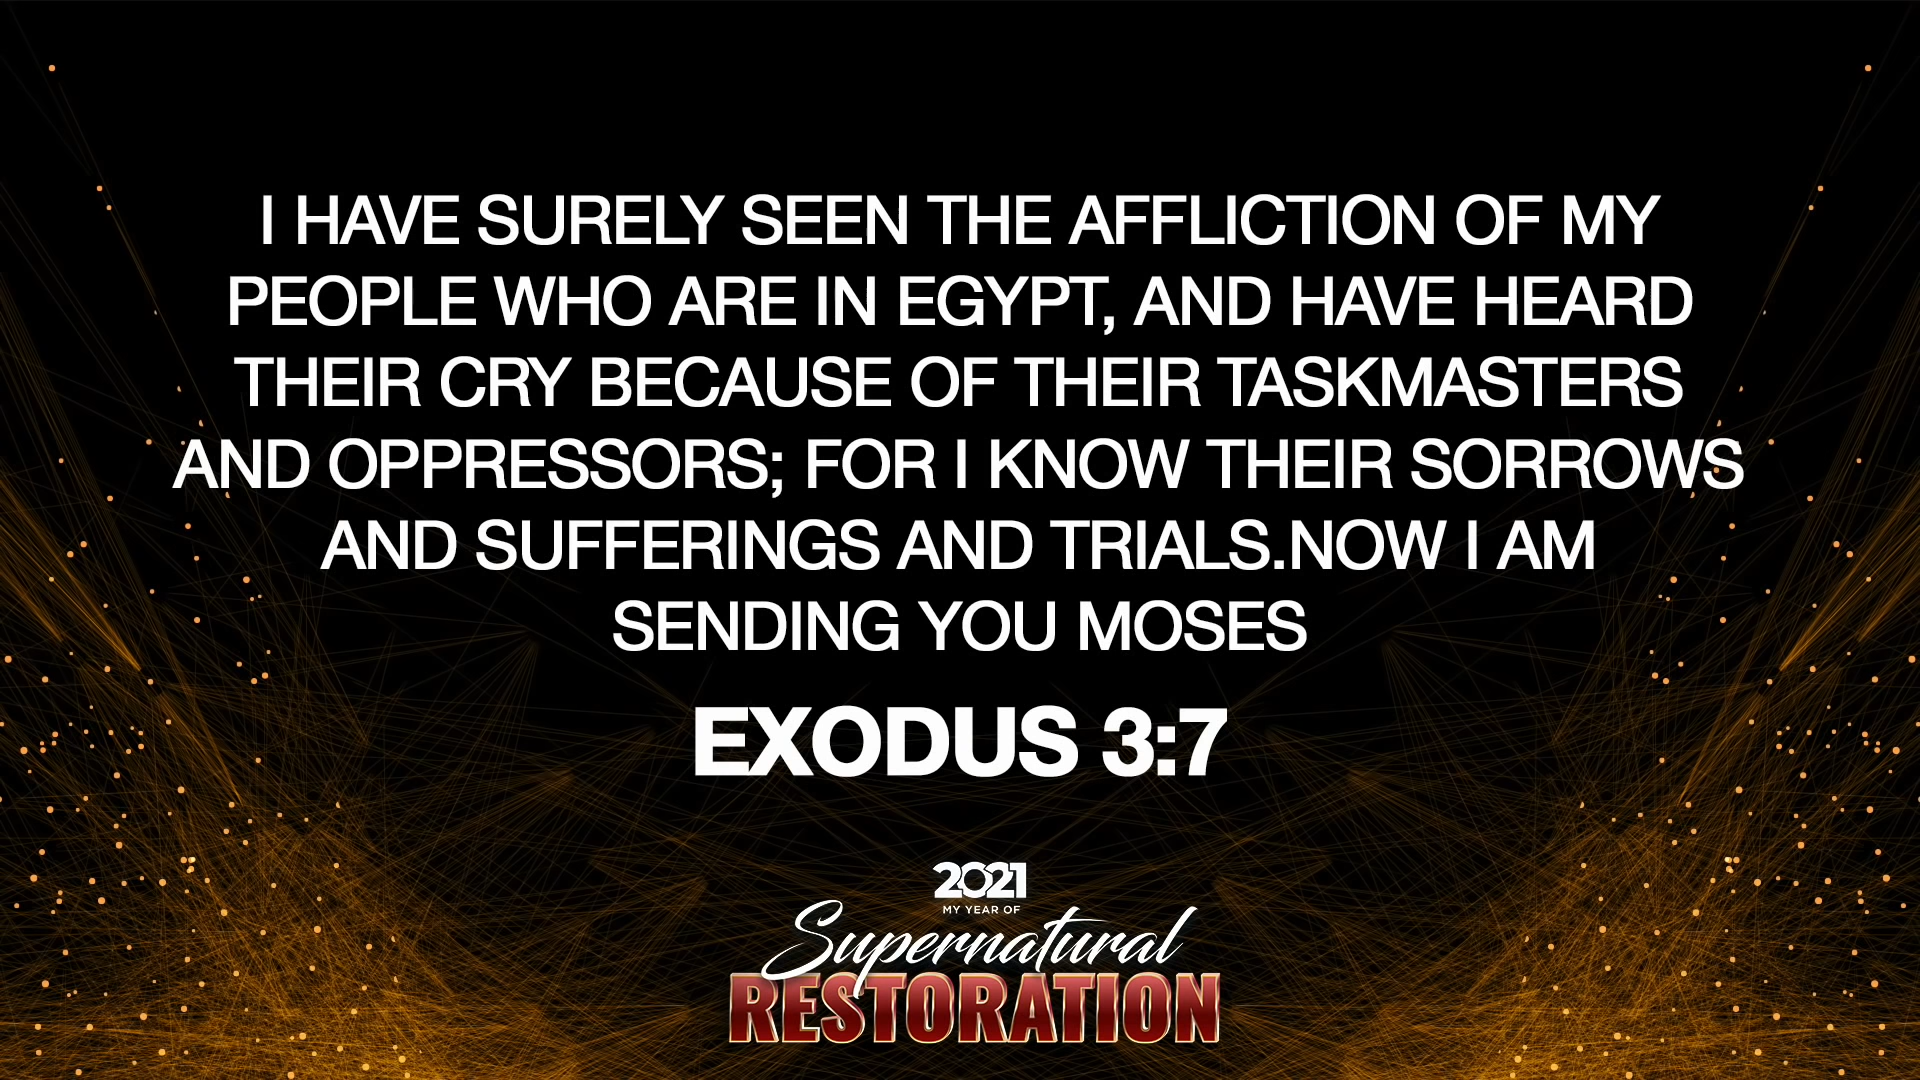 I HAVE SURELY SEEN THE AFFLICTION OF MY
PEOPLE WHO ARE IN EGYPT, AND HAVE HEARD
THEIR CRY BECAUSE OF THEIR TASKMASTERS
AND OPPRESSORS; FOR I KNOW THEIR SORROWS
AND SUFFERINGS AND TRIALS.NOW I AM
SENDING YOU MOSES
EXODUS 3:7
2021
MY YEAR OF
Supernatural
RESTORATION